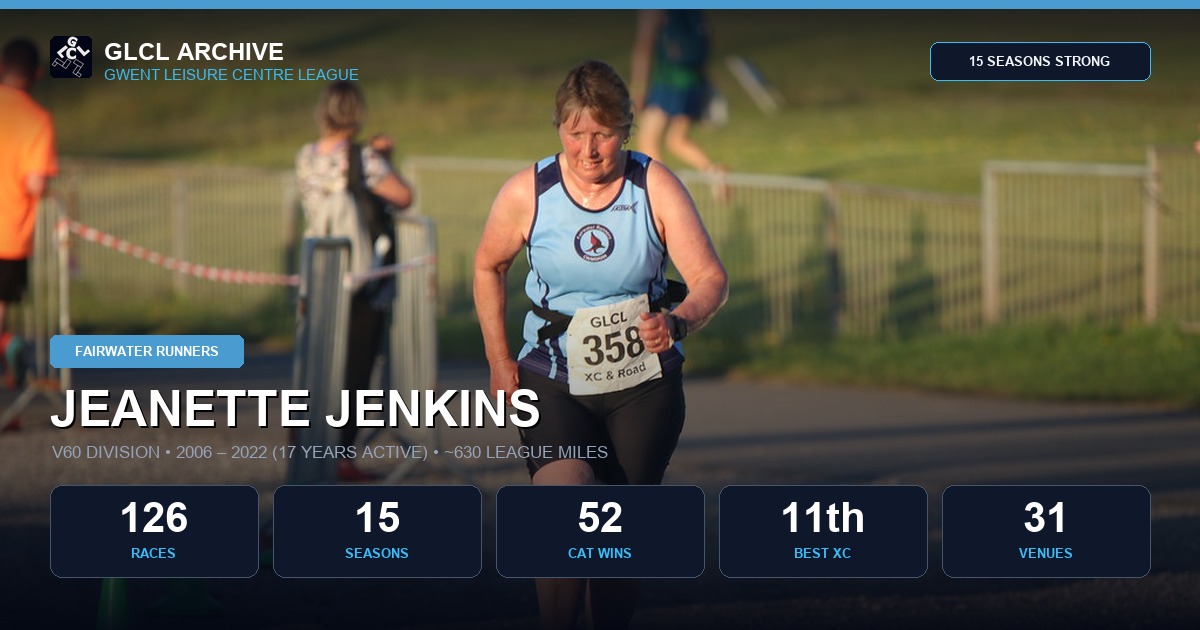 GLCL ARCHIVE
GWENT LEISURE CENTRE LEAGUE
15 SEASONS STRONG
GLCL
358
XC & Road
FAIRWATER RUNNERS
JEANETTE JENKINS
V60 DIVISION • 2006 – 2022 (17 YEARS ACTIVE) • ~630 LEAGUE MILES
126
RACES
15
SEASONS
52
CAT WINS
11th
BEST XC
31
VENUES